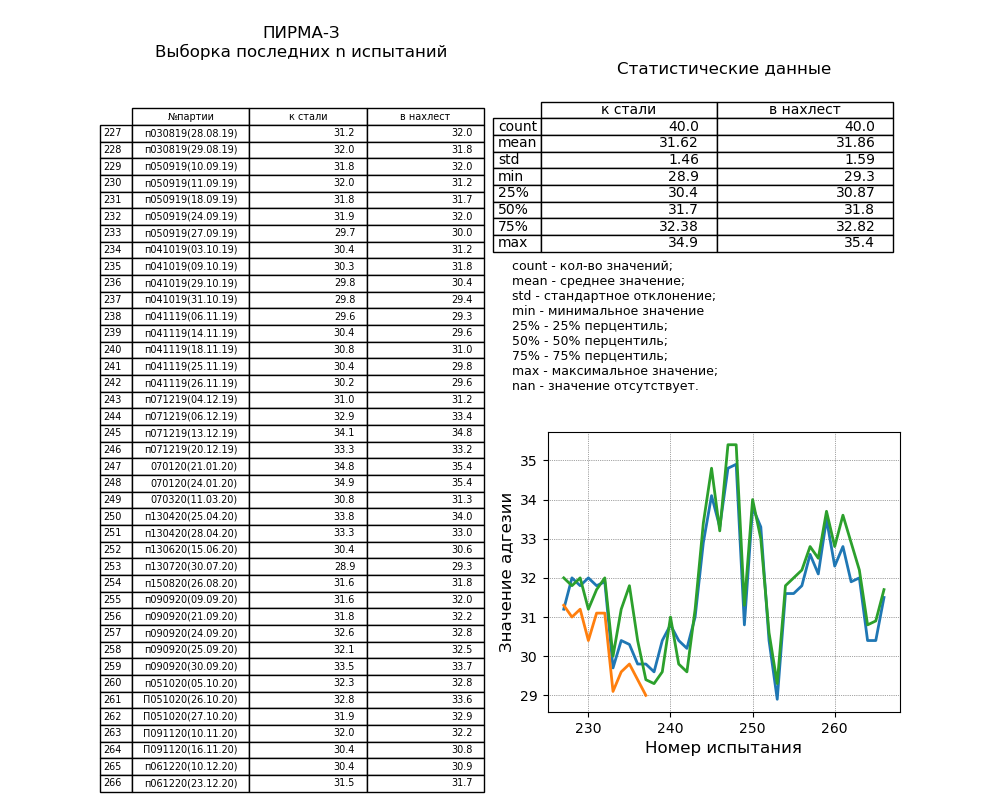 ПИРМА-3
Выборка последних n испытаний
№партии к стали в нахлест
227 п030819(28.08.19) 31.2 32.0
228 п030819(29.08.19) 32.0 31.8
229 п050919(10.09.19) 31.8 32.0
230 п050919(11.09.19) 32.0 31.2
231 п050919(18.09.19) 31.8 31.7
232 п050919(24.09.19) 31.9 32.0
233 п050919(27.09.19) 29.7 30.0
234 п041019(03.10.19) 30.4 31.2
235 п041019(09.10.19) 30.3 31.8
236 п041019(29.10.19) 29.8 30.4
237 п041019(31.10.19) 29.8 29.4
238 п041119(06.11.19) 29.6 29.3
239 п041119(14.11.19) 30.4 29.6
240 п041119(18.11.19) 30.8 31.0
241 п041119(25.11.19) 30.4 29.8
242 п041119(26.11.19) 30.2 29.6
243 п071219(04.12.19) 31.0 31.2
244 п071219(06.12.19) 32.9 33.4
245 п071219(13.12.19) 34.1 34.8
246 п071219(20.12.19) 33.3 33.2
247 070120(21.01.20) 34.8 35.4
248 070120(24.01.20) 34.9 35.4
249 070320(11.03.20) 30.8 31.3
250 п130420(25.04.20) 33.8 34.0
251 п130420(28.04.20) 33.3 33.0
252 п130620(15.06.20) 30.4 30.6
253 п130720(30.07.20) 28.9 29.3
254 п150820(26.08.20) 31.6 31.8
255 п090920(09.09.20) 31.6 32.0
256 п090920(21.09.20) 31.8 32.2
257 п090920(24.09.20) 32.6 32.8
258 п090920(25.09.20) 32.1 32.5
259 п090920(30.09.20) 33.5 33.7
260 п051020(05.10.20) 32.3 32.8
261 П051020(26.10.20) 32.8 33.6
262 П051020(27.10.20) 31.9 32.9
263 П091120(10.11.20) 32.0 32.2
264 П091120(16.11.20) 30.4 30.8
265 п061220(10.12.20) 30.4 30.9
266 п061220(23.12.20) 31.5 31.7
Статистические данные
к стали в нахлест
count 40.0 40.0
mean 31.62 31.86
std 1.46 1.59
min 28.9 29.3
25% 30.4 30.87
50% 31.7 31.8
75% 32.38 32.82
max 34.9 35.4
count - кол-во значений;
mean - среднее значение;
std - стандартное отклонение;
min - минимальное значение
25% - 25% перцентиль;
50% - 50% перцентиль;
75% - 75% перцентиль;
max - максимальное значение;
nan - значение отсутствует.
Значение адгезии
35
34
33
32
31
30
29
230 240 250 260
Номер испытания